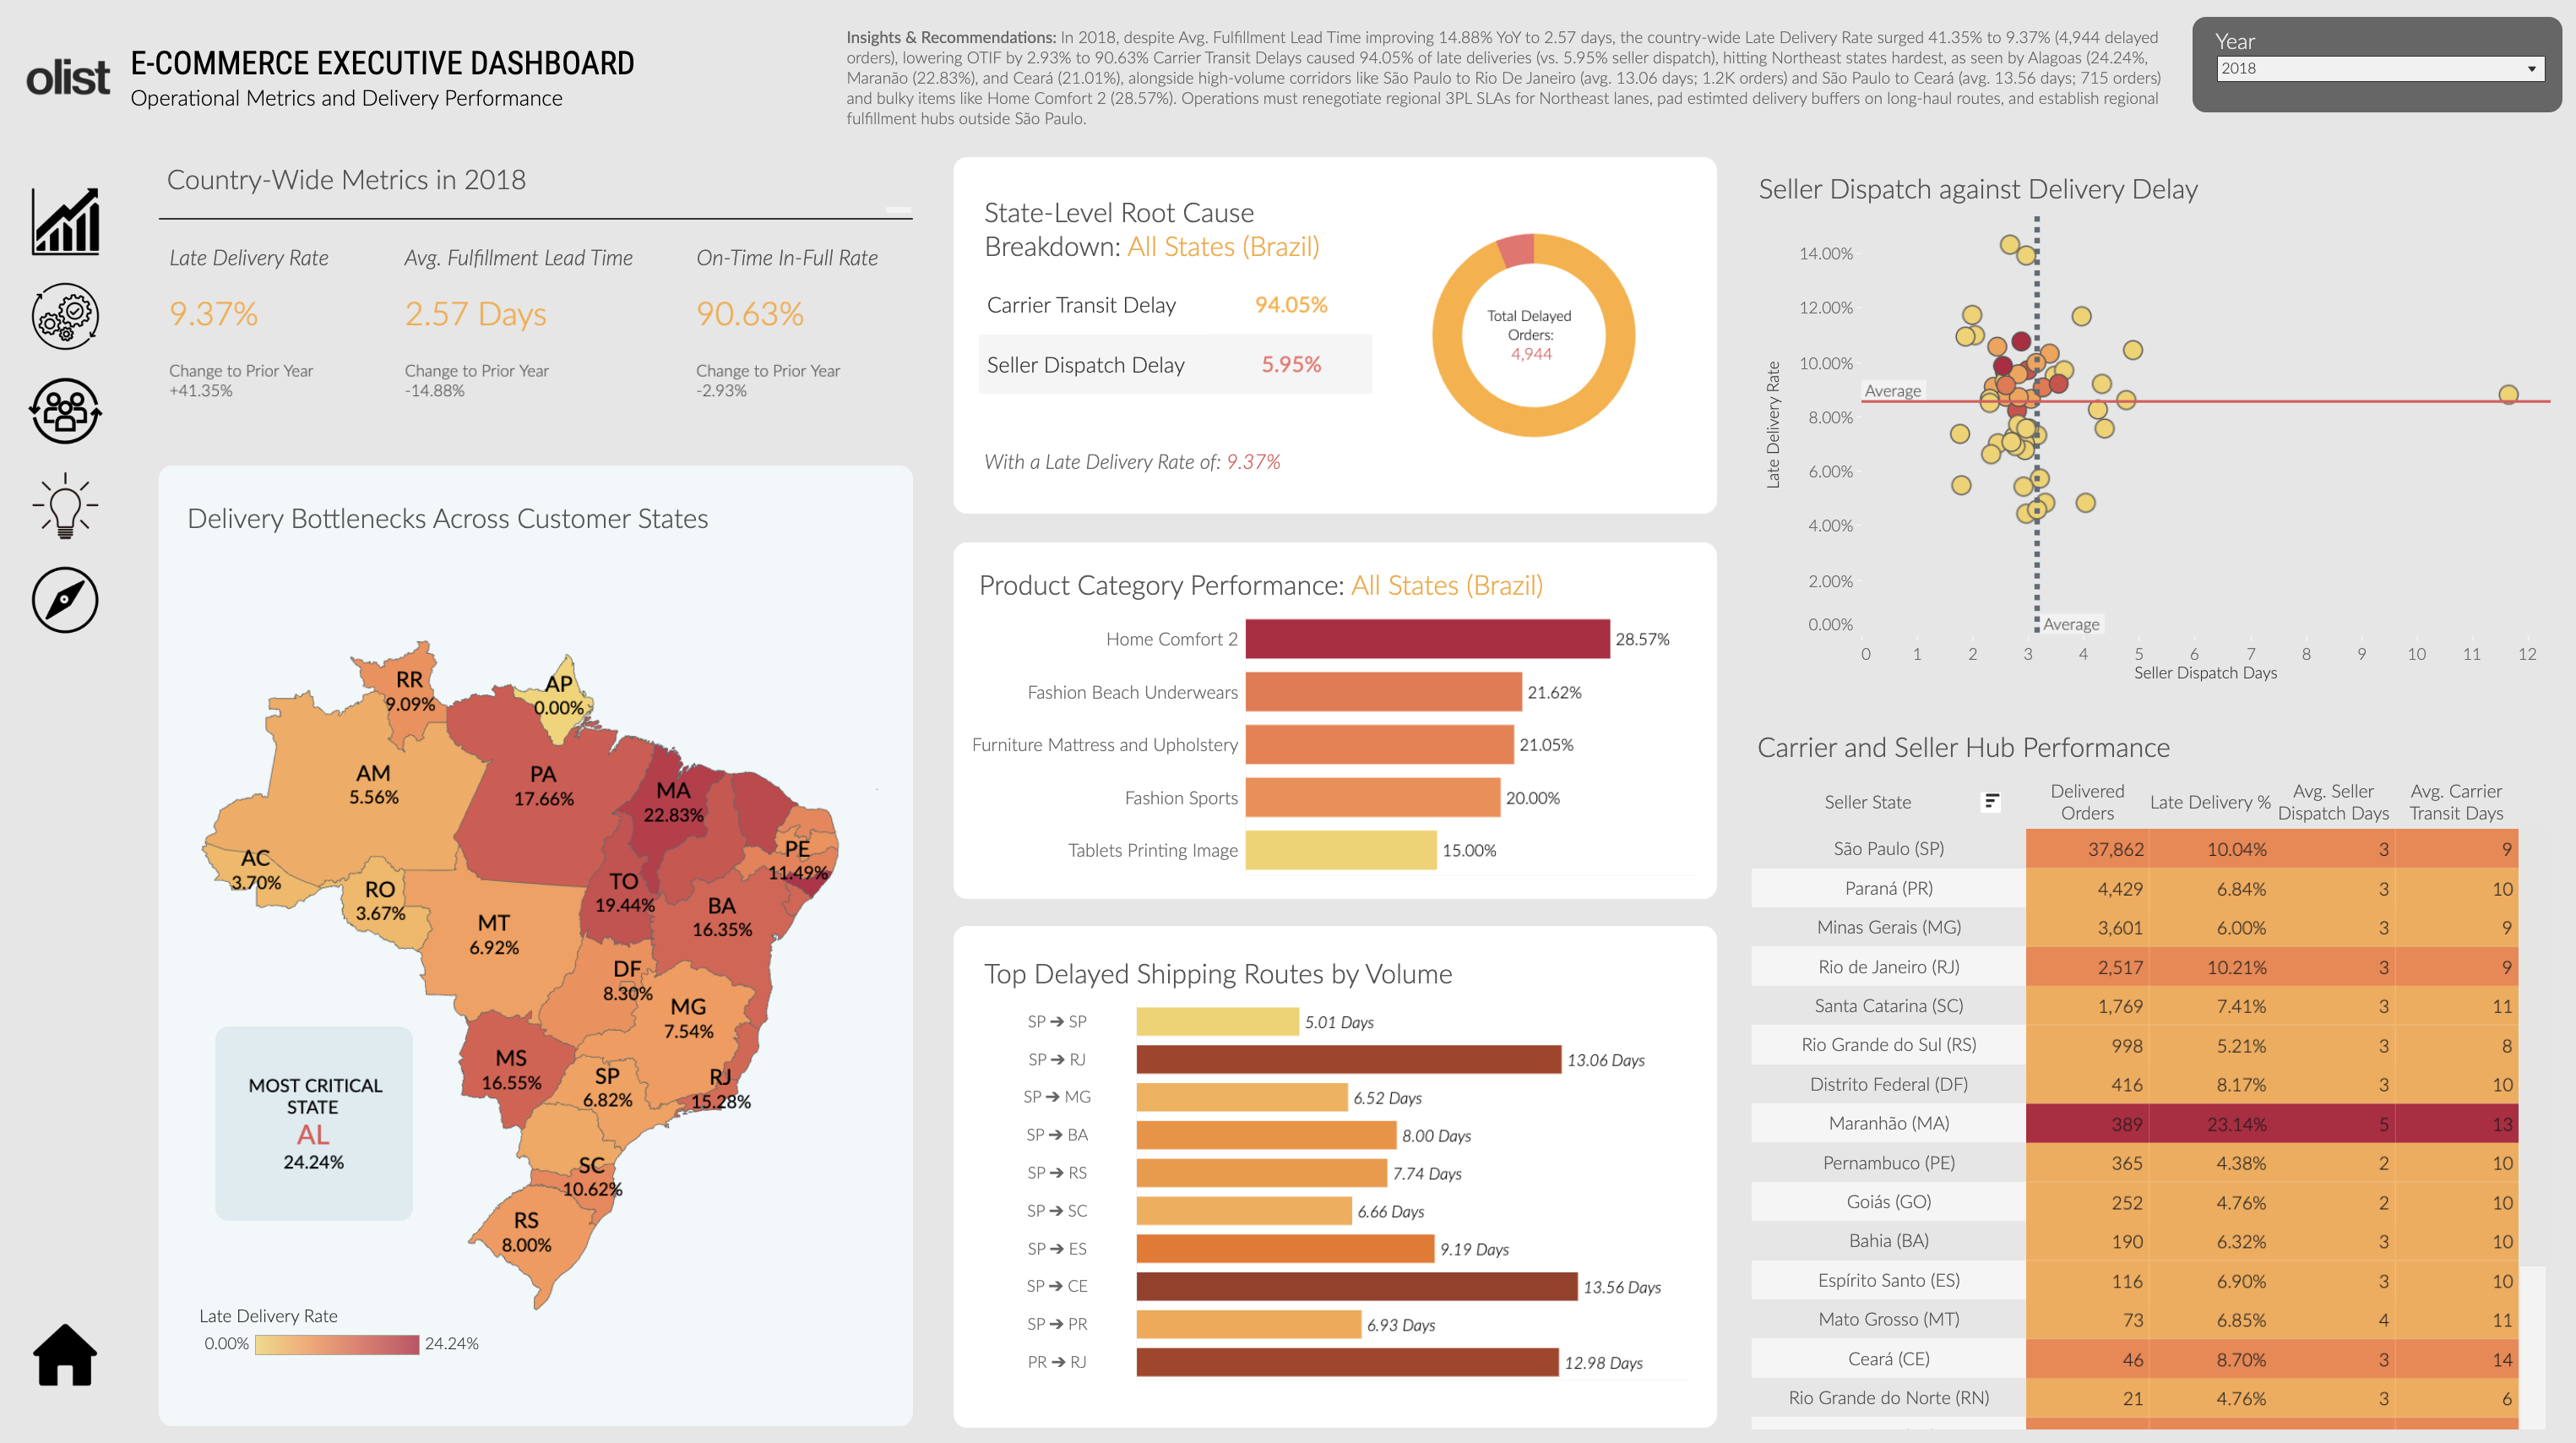 olist
E-COMMERCE EXECUTIVE DASHBOARD
Operational Metrics and Delivery Performance
Insights & Recommendations: In 2018, despite Avg. Fulfillment Lead Time improving 14.88% YoY to 2.57 days, the country-wide Late Delivery Rate surged 41.35% to 9.37% (4,944 delayed
orders), lowering OTIF by 2.93% to 90.63% Carrier Transit Delays caused 94.05% of late deliveries (vs. 5.95% seller dispatch), hitting Northeast states hardest, as seen by Alagoas (24.24%,
Maranão (22.83%), and Ceará (21.01%), alongside high-volume corridors like São Paulo to Rio De Janeiro (avg. 13.06 days; 1.2K orders) and São Paulo to Ceará (avg. 13.56 days; 715 orders)
and bulky items like Home Comfort 2 (28.57%). Operations must renegotiate regional 3PL SLAs for Northeast lanes, pad estimted delivery buffers on long-haul routes, and establish regional
fulfillment hubs outside São Paulo.
Year
2018
Country-Wide Metrics in 2018
Late Delivery Rate Avg. Fulfillment Lead Time On-Time In-Full Rate
9.37% 2.57 Days 90.63%
Change to Prior Year Change to Prior Year Change to Prior Year
+41.35% -14.88% -2.93%
Delivery Bottlenecks Across Customer States
RR
9.09%
AP
0.00%
AM
5.56%
PA
17.66%
MA
22.83%
PE
11.49%
AC
3.70%
RO
3.67%
TO
19.44%
BA
16.35%
MT
6.92%
DF
8.30%
MG
7.54%
MS
16.55%
SP
6.82%
RJ
15.28%
SC
10.62%
RS
8.00%
MOST CRITICAL
STATE
AL
24.24%
Late Delivery Rate
0.00% 24.24%
State-Level Root Cause
Breakdown: All States (Brazil)
Carrier Transit Delay 94.05%
Seller Dispatch Delay 5.95%
With a Late Delivery Rate of: 9.37%
Total Delayed
Orders:
4,944
Product Category Performance: All States (Brazil)
Home Comfort 2 28.57%
Fashion Beach Underwears 21.62%
Furniture Mattress and Upholstery 21.05%
Fashion Sports 20.00%
Tablets Printing Image 15.00%
Top Delayed Shipping Routes by Volume
SP ➔ SP 5.01 Days
SP ➔ RJ 13.06 Days
SP ➔ MG 6.52 Days
SP ➔ BA 8.00 Days
SP ➔ RS 7.74 Days
SP ➔ SC 6.66 Days
SP ➔ ES 9.19 Days
SP ➔ CE 13.56 Days
SP ➔ PR 6.93 Days
PR ➔ RJ 12.98 Days
Seller Dispatch against Delivery Delay
Late Delivery Rate
14.00%
12.00%
10.00%
8.00%
6.00%
4.00%
2.00%
0.00%
Average
Average
0 1 2 3 4 5 6 7 8 9 10 11 12
Seller Dispatch Days
Carrier and Seller Hub Performance
Seller State Delivered Orders Late Delivery % Avg. Seller Dispatch Days Avg. Carrier Transit Days
São Paulo (SP) 37,862 10.04% 3 9
Paraná (PR) 4,429 6.84% 3 10
Minas Gerais (MG) 3,601 6.00% 3 9
Rio de Janeiro (RJ) 2,517 10.21% 3 9
Santa Catarina (SC) 1,769 7.41% 3 11
Rio Grande do Sul (RS) 998 5.21% 3 8
Distrito Federal (DF) 416 8.17% 3 10
Maranhão (MA) 389 23.14% 5 13
Pernambuco (PE) 365 4.38% 2 10
Goiás (GO) 252 4.76% 2 10
Bahia (BA) 190 6.32% 3 10
Espírito Santo (ES) 116 6.90% 3 10
Mato Grosso (MT) 73 6.85% 4 11
Ceará (CE) 46 8.70% 3 14
Rio Grande do Norte (RN) 21 4.76% 3 6